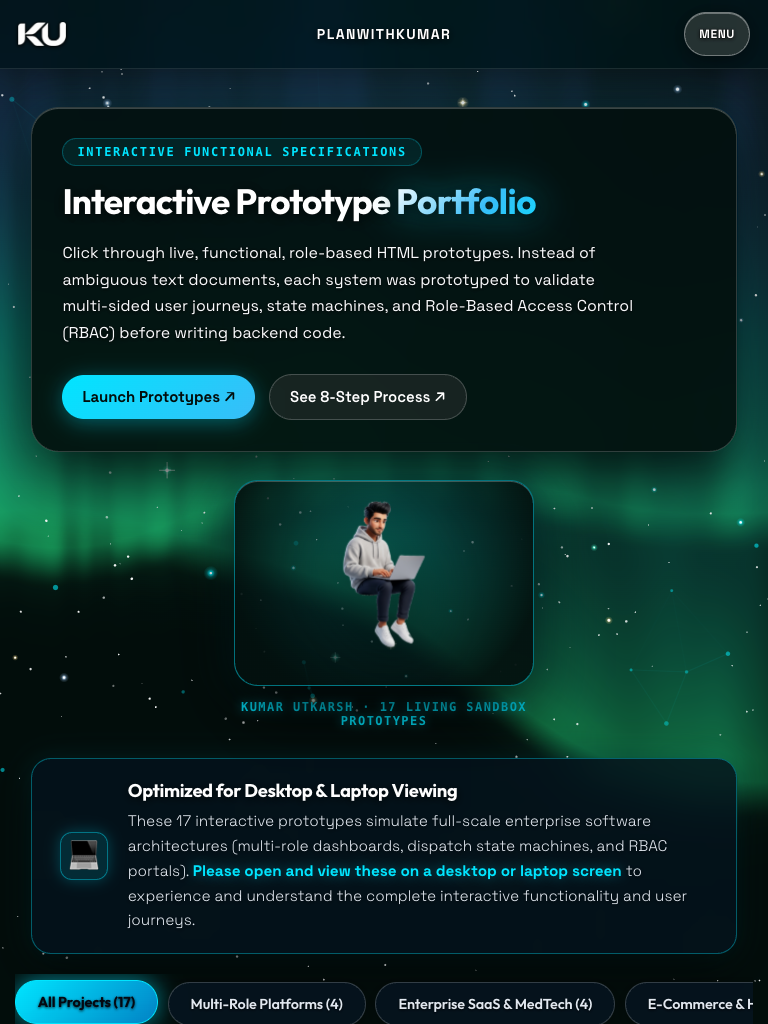 KU
PLANWITHKUMAR
MENU
INTERACTIVE FUNCTIONAL SPECIFICATIONS
Interactive Prototype Portfolio
Click through live, functional, role-based HTML prototypes. Instead of
ambiguous text documents, each system was prototyped to validate
multi-sided user journeys, state machines, and Role-Based Access Control
(RBAC) before writing backend code.
Launch Prototypes ↗
See 8-Step Process ↗
KUMAR UTKARSH · 17 LIVING SANDBOX
PROTOTYPES
Optimized for Desktop & Laptop Viewing
These 17 interactive prototypes simulate full-scale enterprise software
architectures (multi-role dashboards, dispatch state machines, and RBAC
portals). Please open and view these on a desktop or laptop screen to
experience and understand the complete interactive functionality and user
journeys.
All Projects (17)
Multi-Role Platforms (4)
Enterprise SaaS & MedTech (4)
E-Commerce &